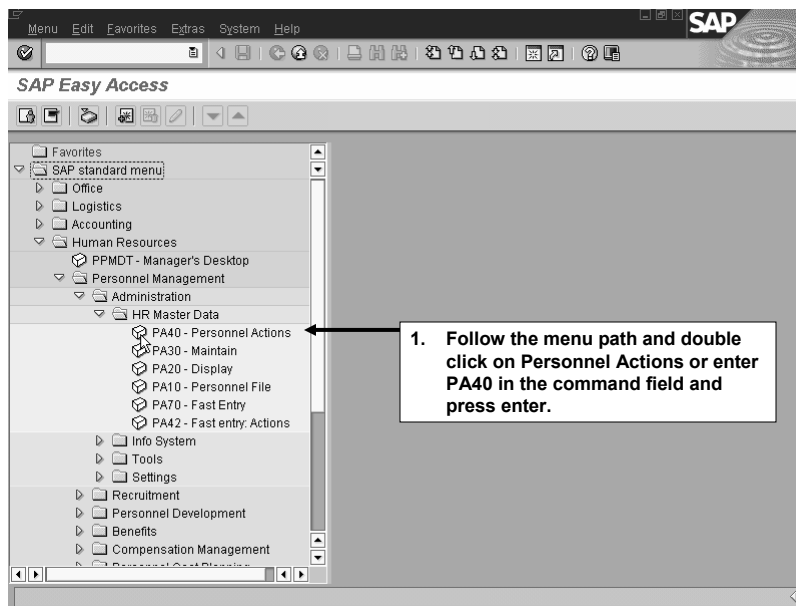 Menu Edit Favorites Extras System Help
SAP
SAP Easy Access
Favorites
SAP standard menu
Office
Logistics
Accounting
Human Resources
PPMDT - Manager's Desktop
Personnel Management
Administration
HR Master Data
PA40 - Personnel Actions
PA30 - Maintain
PA20 - Display
PA10 - Personnel File
PA70 - Fast Entry
PA42 - Fast entry: Actions
Info System
Tools
Settings
Recruitment
Personnel Development
Benefits
Compensation Management
1. Follow the menu path and double
click on Personnel Actions or enter
PA40 in the command field and
press enter.